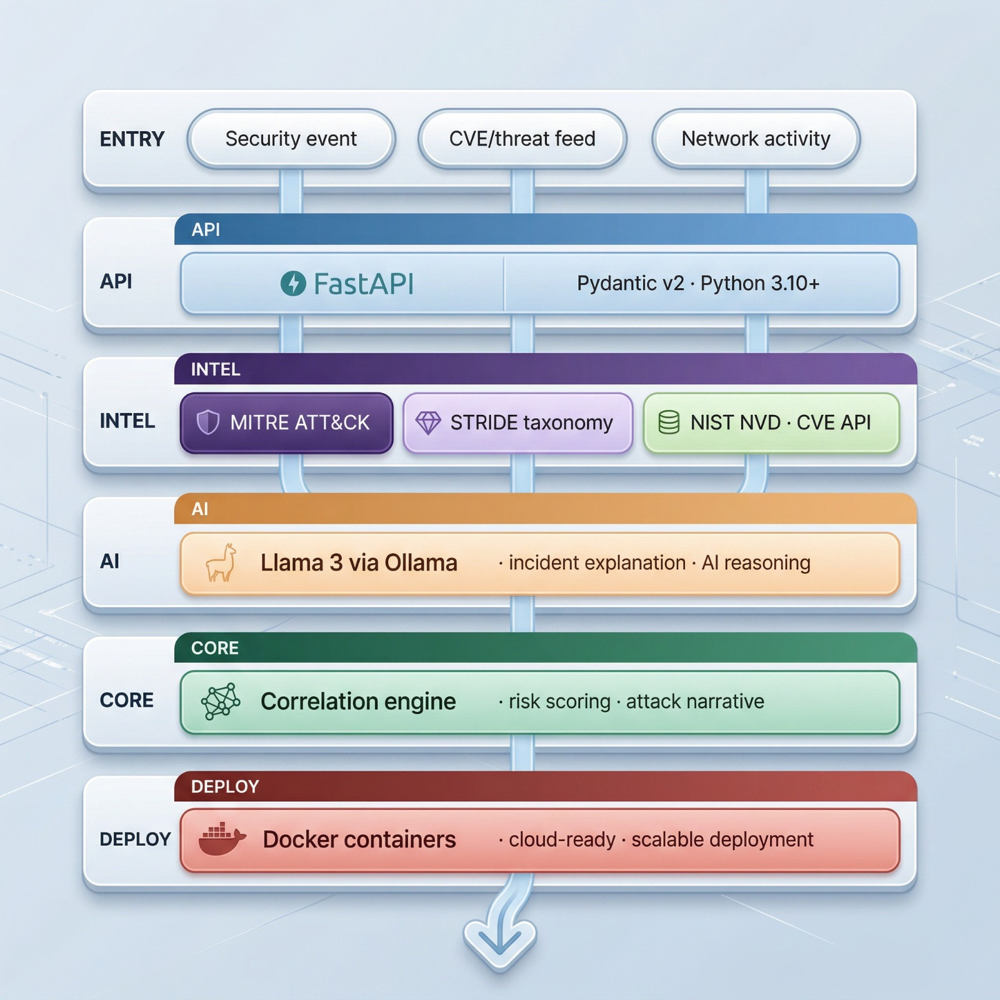 ENTRY
Security event
CVE/threat feed
Network activity
API
API
FastAPI
Pydantic v2 · Python 3.10+
INTEL
INTEL
MITRE ATT&CK
STRIDE taxonomy
NIST NVD · CVE API
AI
AI
Llama 3 via Ollama
· incident explanation · AI reasoning
CORE
CORE
Correlation engine
· risk scoring · attack narrative
DEPLOY
DEPLOY
Docker containers
· cloud-ready · scalable deployment